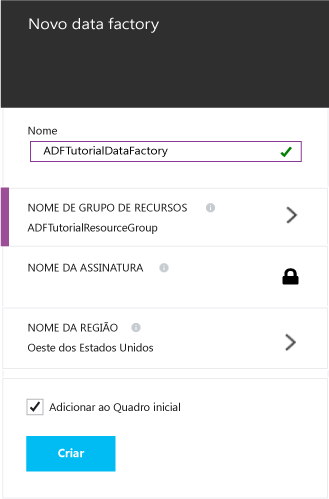 Novo data factory
Nome
ADFTutorialDataFactory
NOME DE GRUPO DE RECURSOS
ADFTutorialResourceGroup
NOME DA ASSINATURA
NOME DA REGIÃO
Oeste dos Estados Unidos
Adicionar ao Quadro inicial
Criar